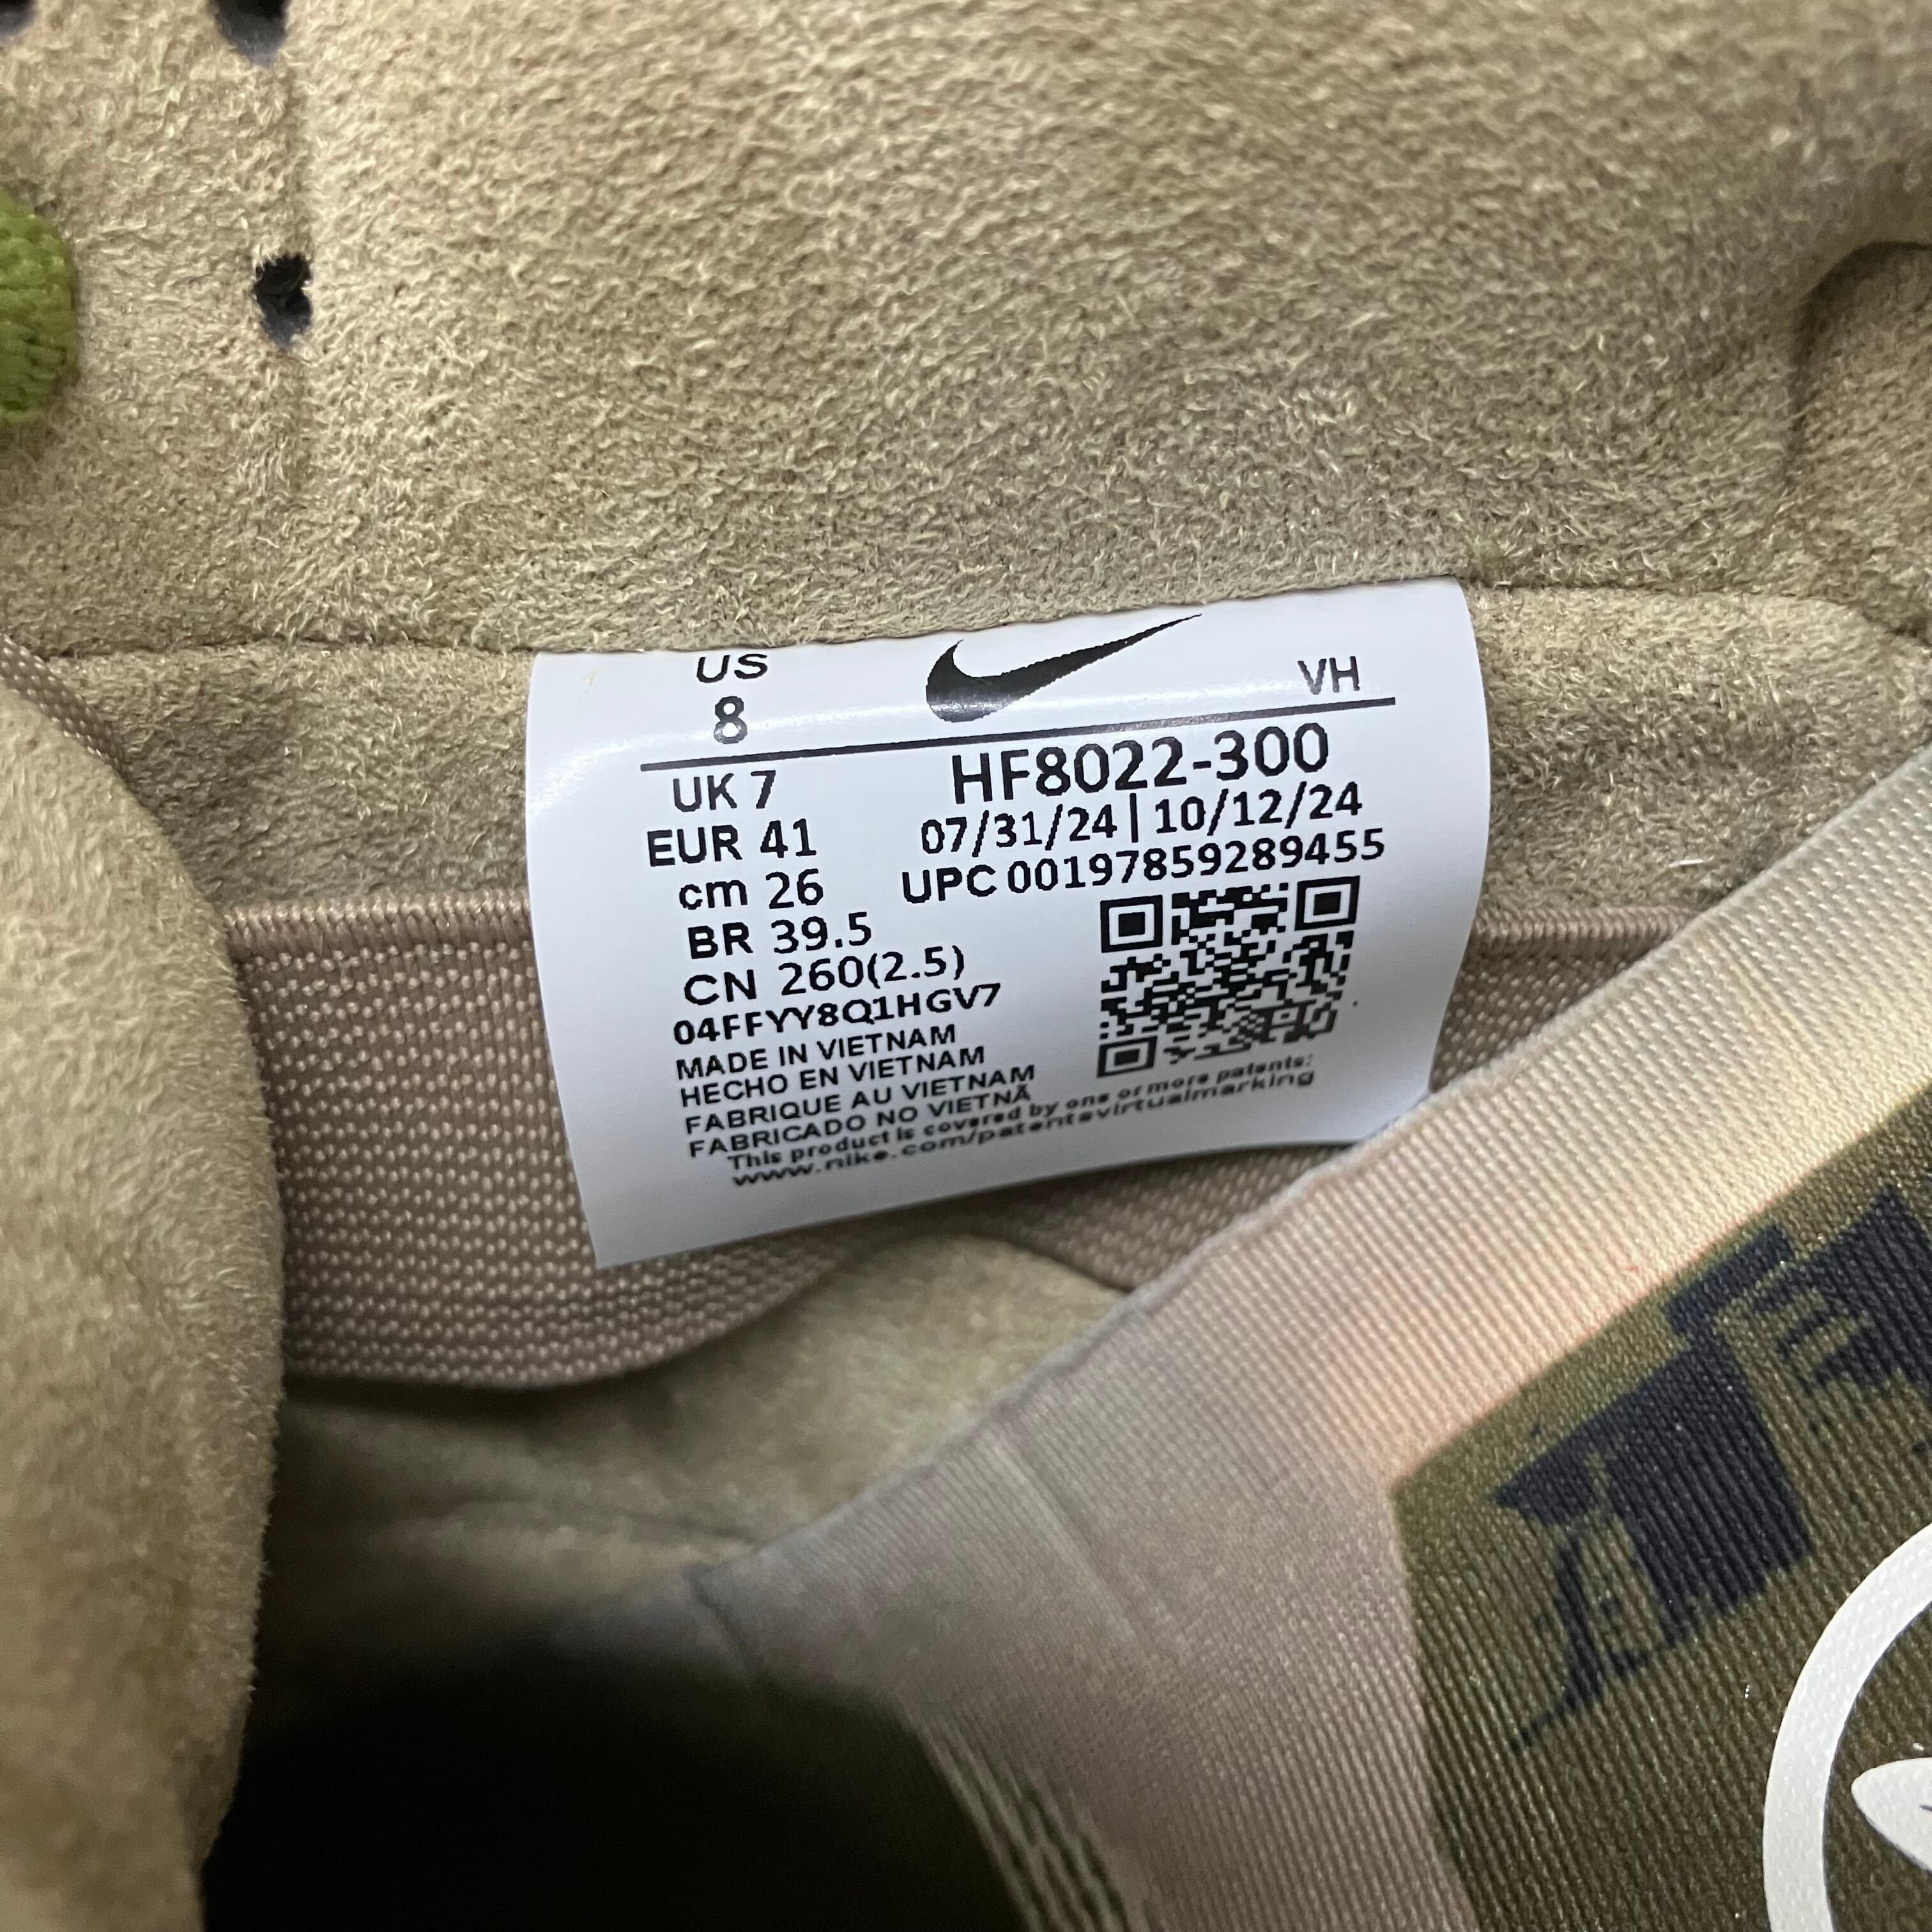 US
8
VH
HF8022-300
07/31/24|10/12/24
UPC 00197859289455
UK 7
EUR 41
cm 26
BR 39.5
CN 260(2.5)
04FFYY8Q1HGV7
MADE IN VIETNAM
HECHO EN VIETNAM
FABRIQUE AU VIETNAM
FABRICADO NO VIETNÃ
This product is covered by one or more patents:
www.nike.com/patentsvirtualmarking